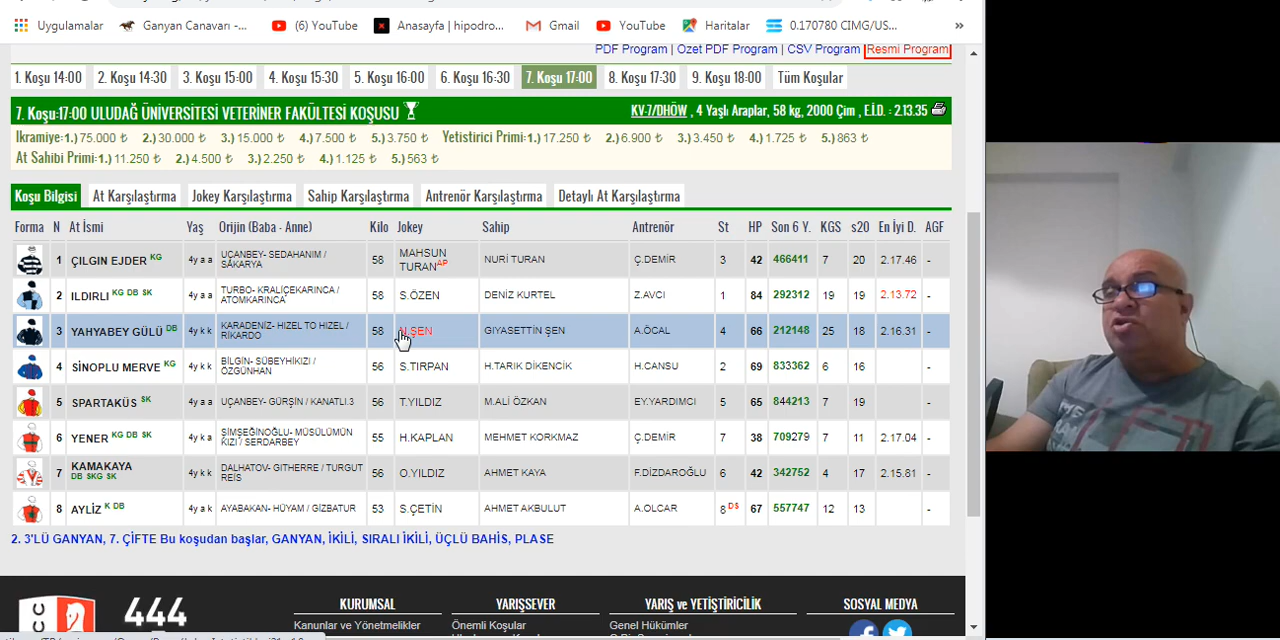 Uygulamalar Ganyan Canavarı -... (6) YouTube Anasayfa | hipodro... Gmail YouTube Haritalar 0.170780 CIMG/US... »
PDF Program | Özet PDF Program | CSV Program Resmi Program
1. Koşu 14:00 2. Koşu 14:30 3. Koşu 15:00 4. Koşu 15:30 5. Koşu 16:00 6. Koşu 16:30 7. Koşu 17:00 8. Koşu 17:30 9. Koşu 18:00 Tüm Koşular
7. Koşu:17:00 ULUDAĞ ÜNİVERSİTESİ VETERİNER FAKÜLTESİ KOŞUSU KV-7/DHÖW , 4 Yaşlı Araplar, 58 kg, 2000 Çim , E.İ.D. : 2.13.35
Ikramiye:1.) 75.000 ₺ 2.) 30.000 ₺ 3.) 15.000 ₺ 4.) 7.500 ₺ 5.) 3.750 ₺ Yetistirici Primi:1.) 17.250 ₺ 2.) 6.900 ₺ 3.) 3.450 ₺ 4.) 1.725 ₺ 5.) 863 ₺
At Sahibi Primi:1.) 11.250 ₺ 2.) 4.500 ₺ 3.) 2.250 ₺ 4.) 1.125 ₺ 5.) 563 ₺
Koşu Bilgisi At Karşılaştırma Jokey Karşılaştırma Sahip Karşılaştırma Antrenör Karşılaştırma Detaylı At Karşılaştırma
Forma N At İsmi Yaş Orijin (Baba - Anne) Kilo Jokey Sahip Antrenör St HP Son 6 Y. KGS s20 En İyi D. AGF
1 ÇILGIN EJDER KG 4y a a UÇANBEY- SEDAHANIM / SAKARYA 58 MAHSUN TURAN AP NURİ TURAN Ç.DEMİR 3 42 466411 7 20 2.17.46 -
2 ILDIRLI KG DB SK 4y a a TURBO- KRALİÇEKARINCA / ATOMKARINCA 58 S.ÖZEN DENİZ KURTEL Z.AVCI 1 84 292312 19 19 2.13.72 -
3 YAHYABEY GÜLÜ DB 4y k k KARADENİZ- HIZEL TO HIZEL / RİKARDO 58 N.ŞEN GIYASETTİN ŞEN A.ÖCAL 4 66 212148 25 18 2.16.31 -
4 SİNOPLU MERVE KG 4y k k BİLGİN- SÜBEYHİKIZI / ÖZGÜNHAN 56 S.TIRPAN H.TARIK DİKENCİK H.CANSU 2 69 833362 6 16 -
5 SPARTAKÜS SK 4y a a UÇANBEY- GÜRŞİN / KANATLI.3 56 T.YILDIZ M.ALİ ÖZKAN EY.YARDIMCI 5 65 844213 7 19 -
6 YENER KG DB SK 4y k a ŞİMŞEĞİNOĞLU- MÜSLÜMÜN KIZI / SERDARBEY 55 H.KAPLAN MEHMET KORKMAZ Ç.DEMİR 7 38 709279 7 11 2.17.04 -
7 KAMAKAYA DB SKG SK 4y k k DALHATOV- GITHERRE / TURGUT REİS 56 O.YILDIZ AHMET KAYA F.DİZDAROĞLU 6 42 342752 4 17 2.15.81 -
8 AYLİZ K DB 4y a k AYABAKAN- HÜYAM / GİZBATUR 53 S.ÇETİN AHMET AKBULUT A.OLCAR 8 DS 67 557747 12 13 -
2. 3'LÜ GANYAN, 7. ÇİFTE Bu koşudan başlar, GANYAN, İKİLİ, SIRALI İKİLİ, ÜÇLÜ BAHİS, PLASE
444 KURUMSAL YARIŞSEVER YARIŞ ve YETİŞTİRİCİLİK SOSYAL MEDYA
Kanunlar ve Yönetmelikler Önemli Koşular Genel Hükümler